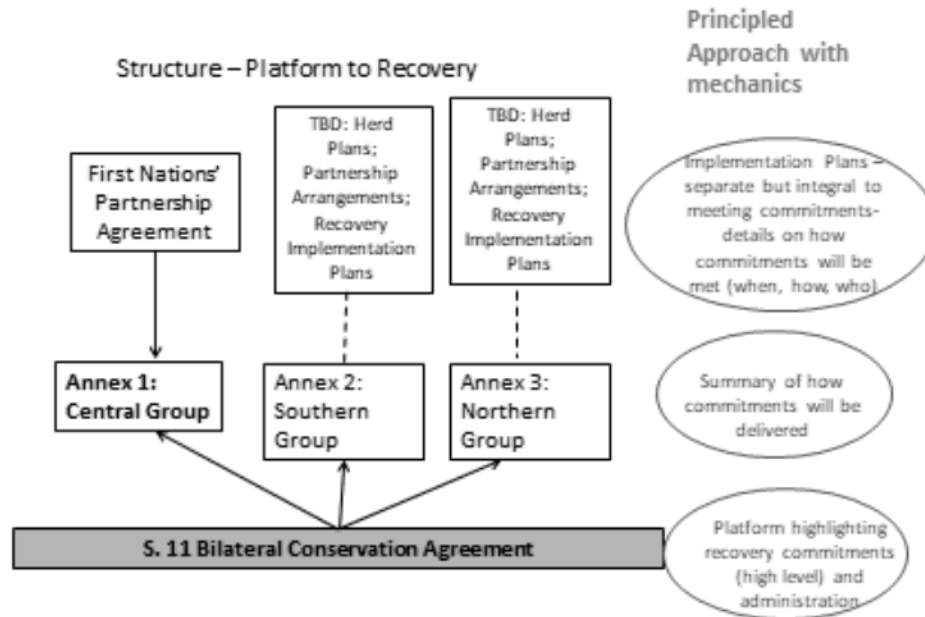 Structure – Platform to Recovery
Principled
Approach with
mechanics
First Nations'
Partnership
Agreement
TBD: Herd
Plans;
Partnership
Arrangements;
Recovery
Implementation
Plans
TBD: Herd
Plans;
Partnership
Arrangements;
Recovery
Implementation
Plans
Implementation Plans –
separate but integral to
meeting commitments-
details on how
commitments will be
met (when, how, who)
Annex 1:
Central Group
Annex 2:
Southern
Group
Annex 3:
Northern
Group
Summary of how
commitments will be
delivered
S. 11 Bilateral Conservation Agreement
Platform highlighting
recovery commitments
(high level) and
administration